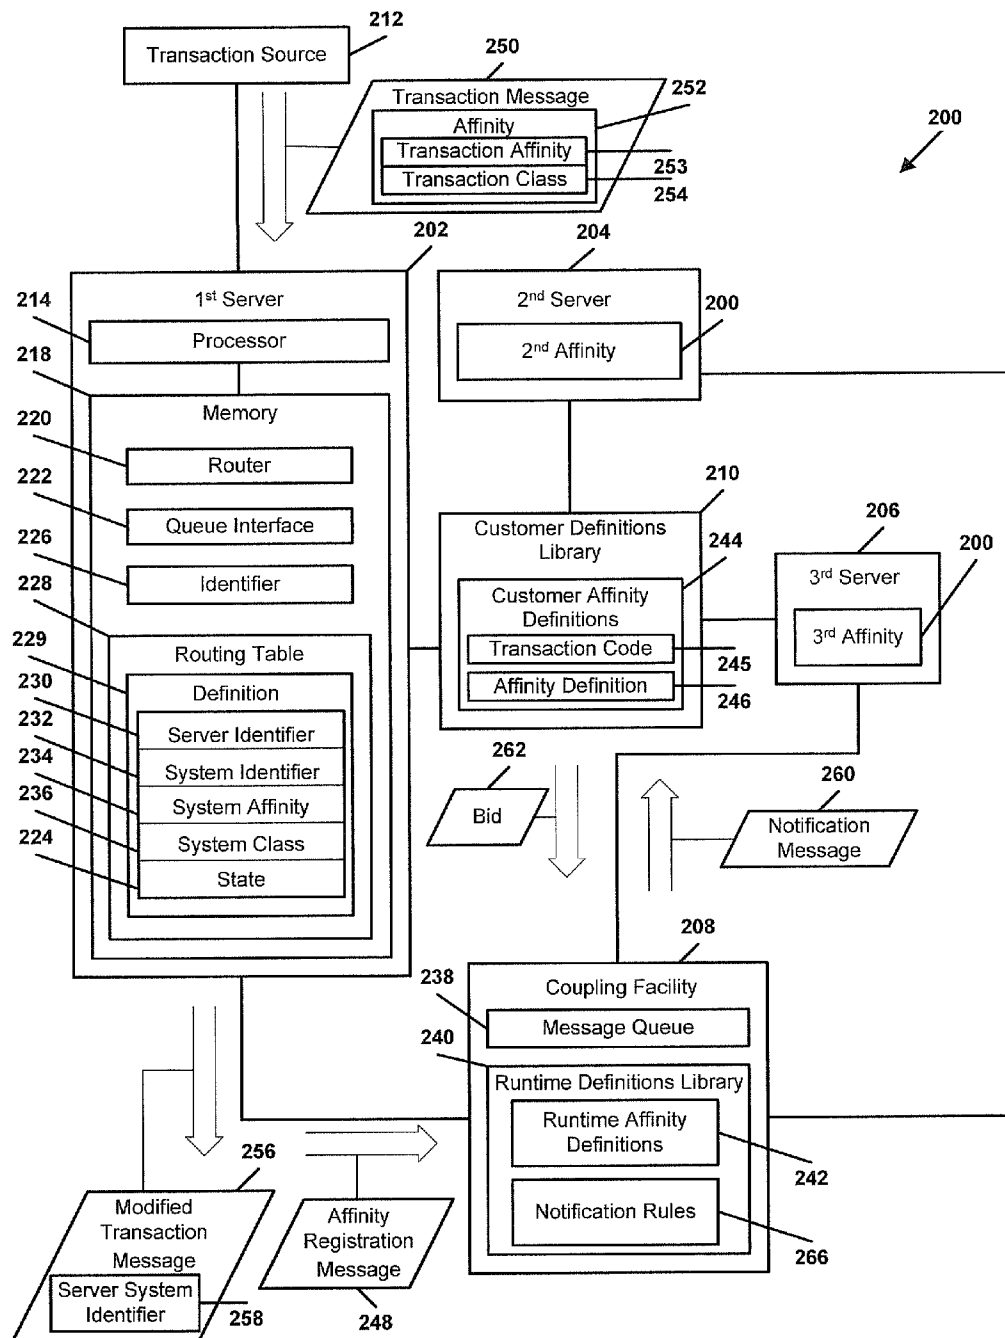 212
Transaction Source
250
Transaction Message
252
Affinity
Transaction Affinity
Transaction Class
253
254
200
202
204
1st Server
214
Processor
2nd Server
200
2nd Affinity
218
Memory
220
Router
222
Queue Interface
226
Identifier
228
Routing Table
229
Definition
230
Server Identifier
232
System Identifier
234
System Affinity
236
System Class
224
State
210
Customer Definitions
Library
244
Customer Affinity
Definitions
Transaction Code
245
Affinity Definition
246
206
200
3rd Server
3rd Affinity
262
Bid
260
Notification
Message
208
Coupling Facility
238
Message Queue
240
Runtime Definitions Library
Runtime Affinity
Definitions
242
Notification Rules
266
256
Modified
Transaction
Message
Server System
Identifier
258
Affinity
Registration
Message
248